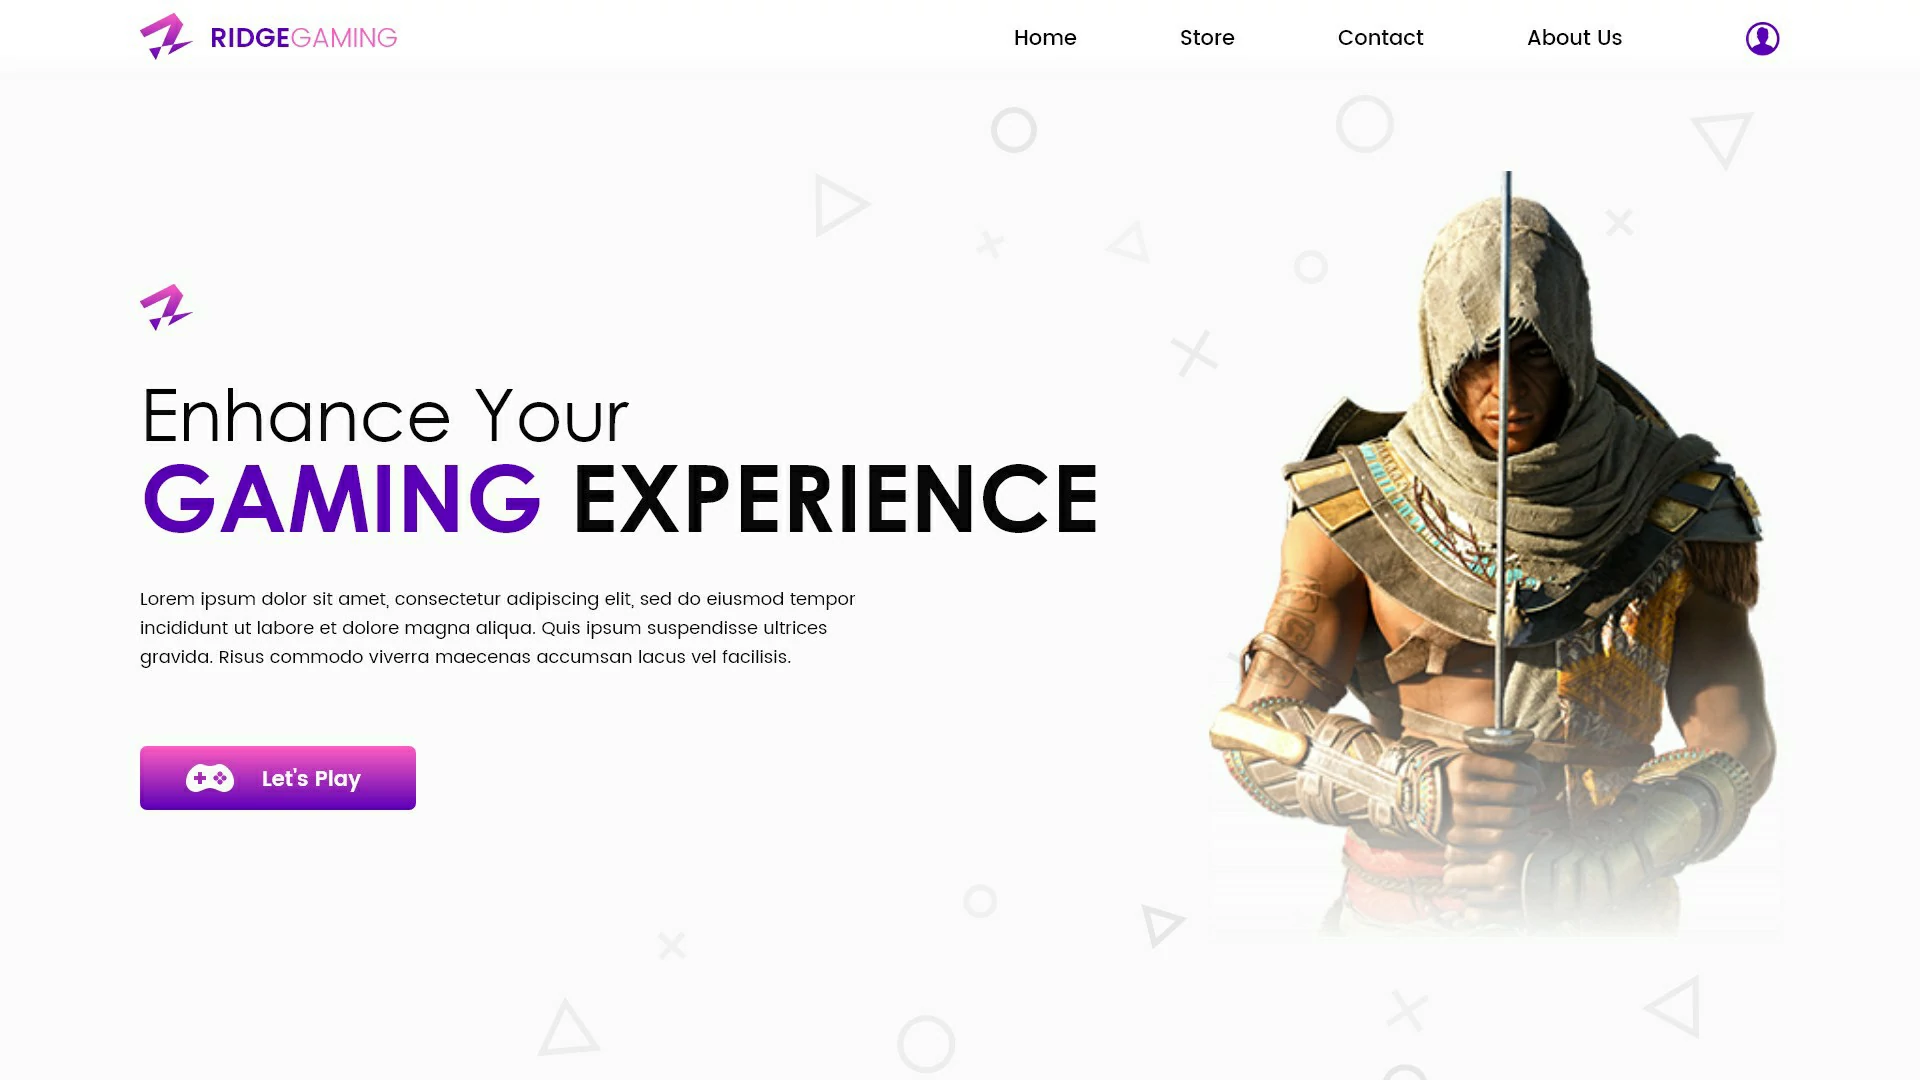 RIDGEGAMING
Home
Store
Contact
About Us
Enhance Your
GAMING EXPERIENCE
Lorem ipsum dolor sit amet, consectetur adipiscing elit, sed do eiusmod tempor
incididunt ut labore et dolore magna aliqua. Quis ipsum suspendisse ultrices
gravida. Risus commodo viverra maecenas accumsan lacus vel facilisis.
Let's Play